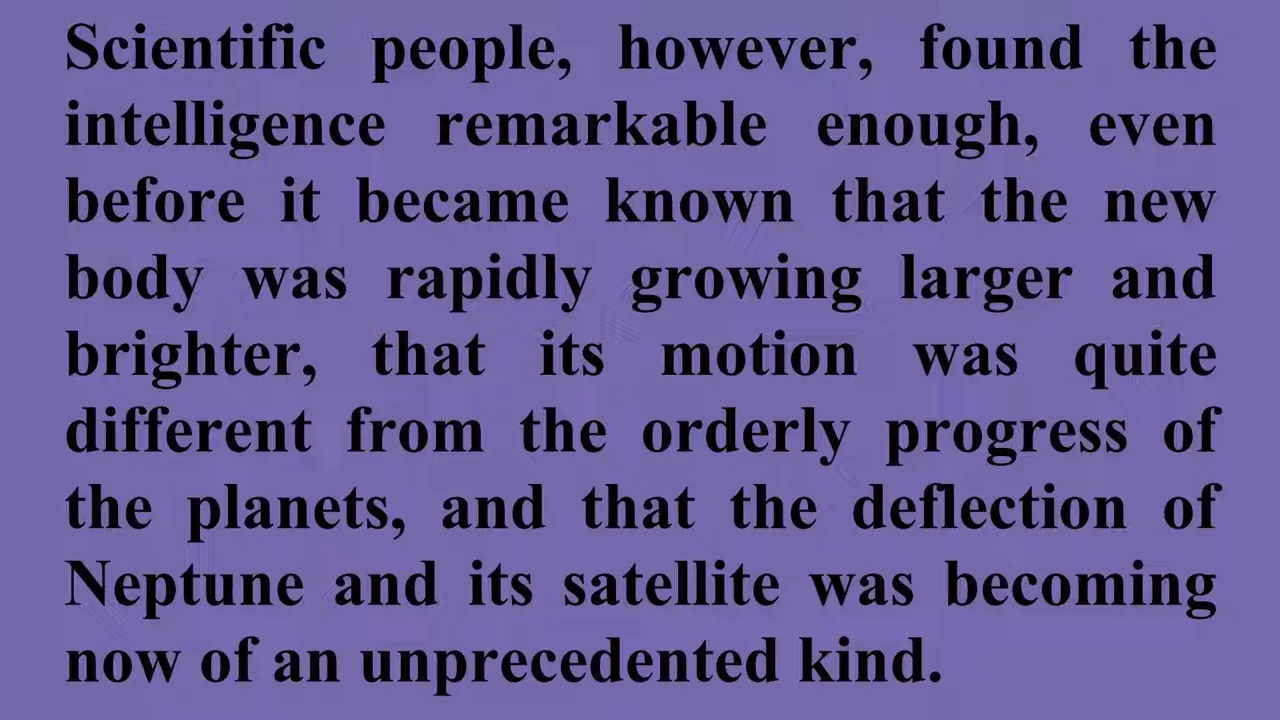 Scientific people, however, found the
intelligence remarkable enough, even
before it became known that the new
body was rapidly growing larger and
brighter, that its motion was quite
different from the orderly progress of
the planets, and that the deflection of
Neptune and its satellite was becoming
now of an unprecedented kind.